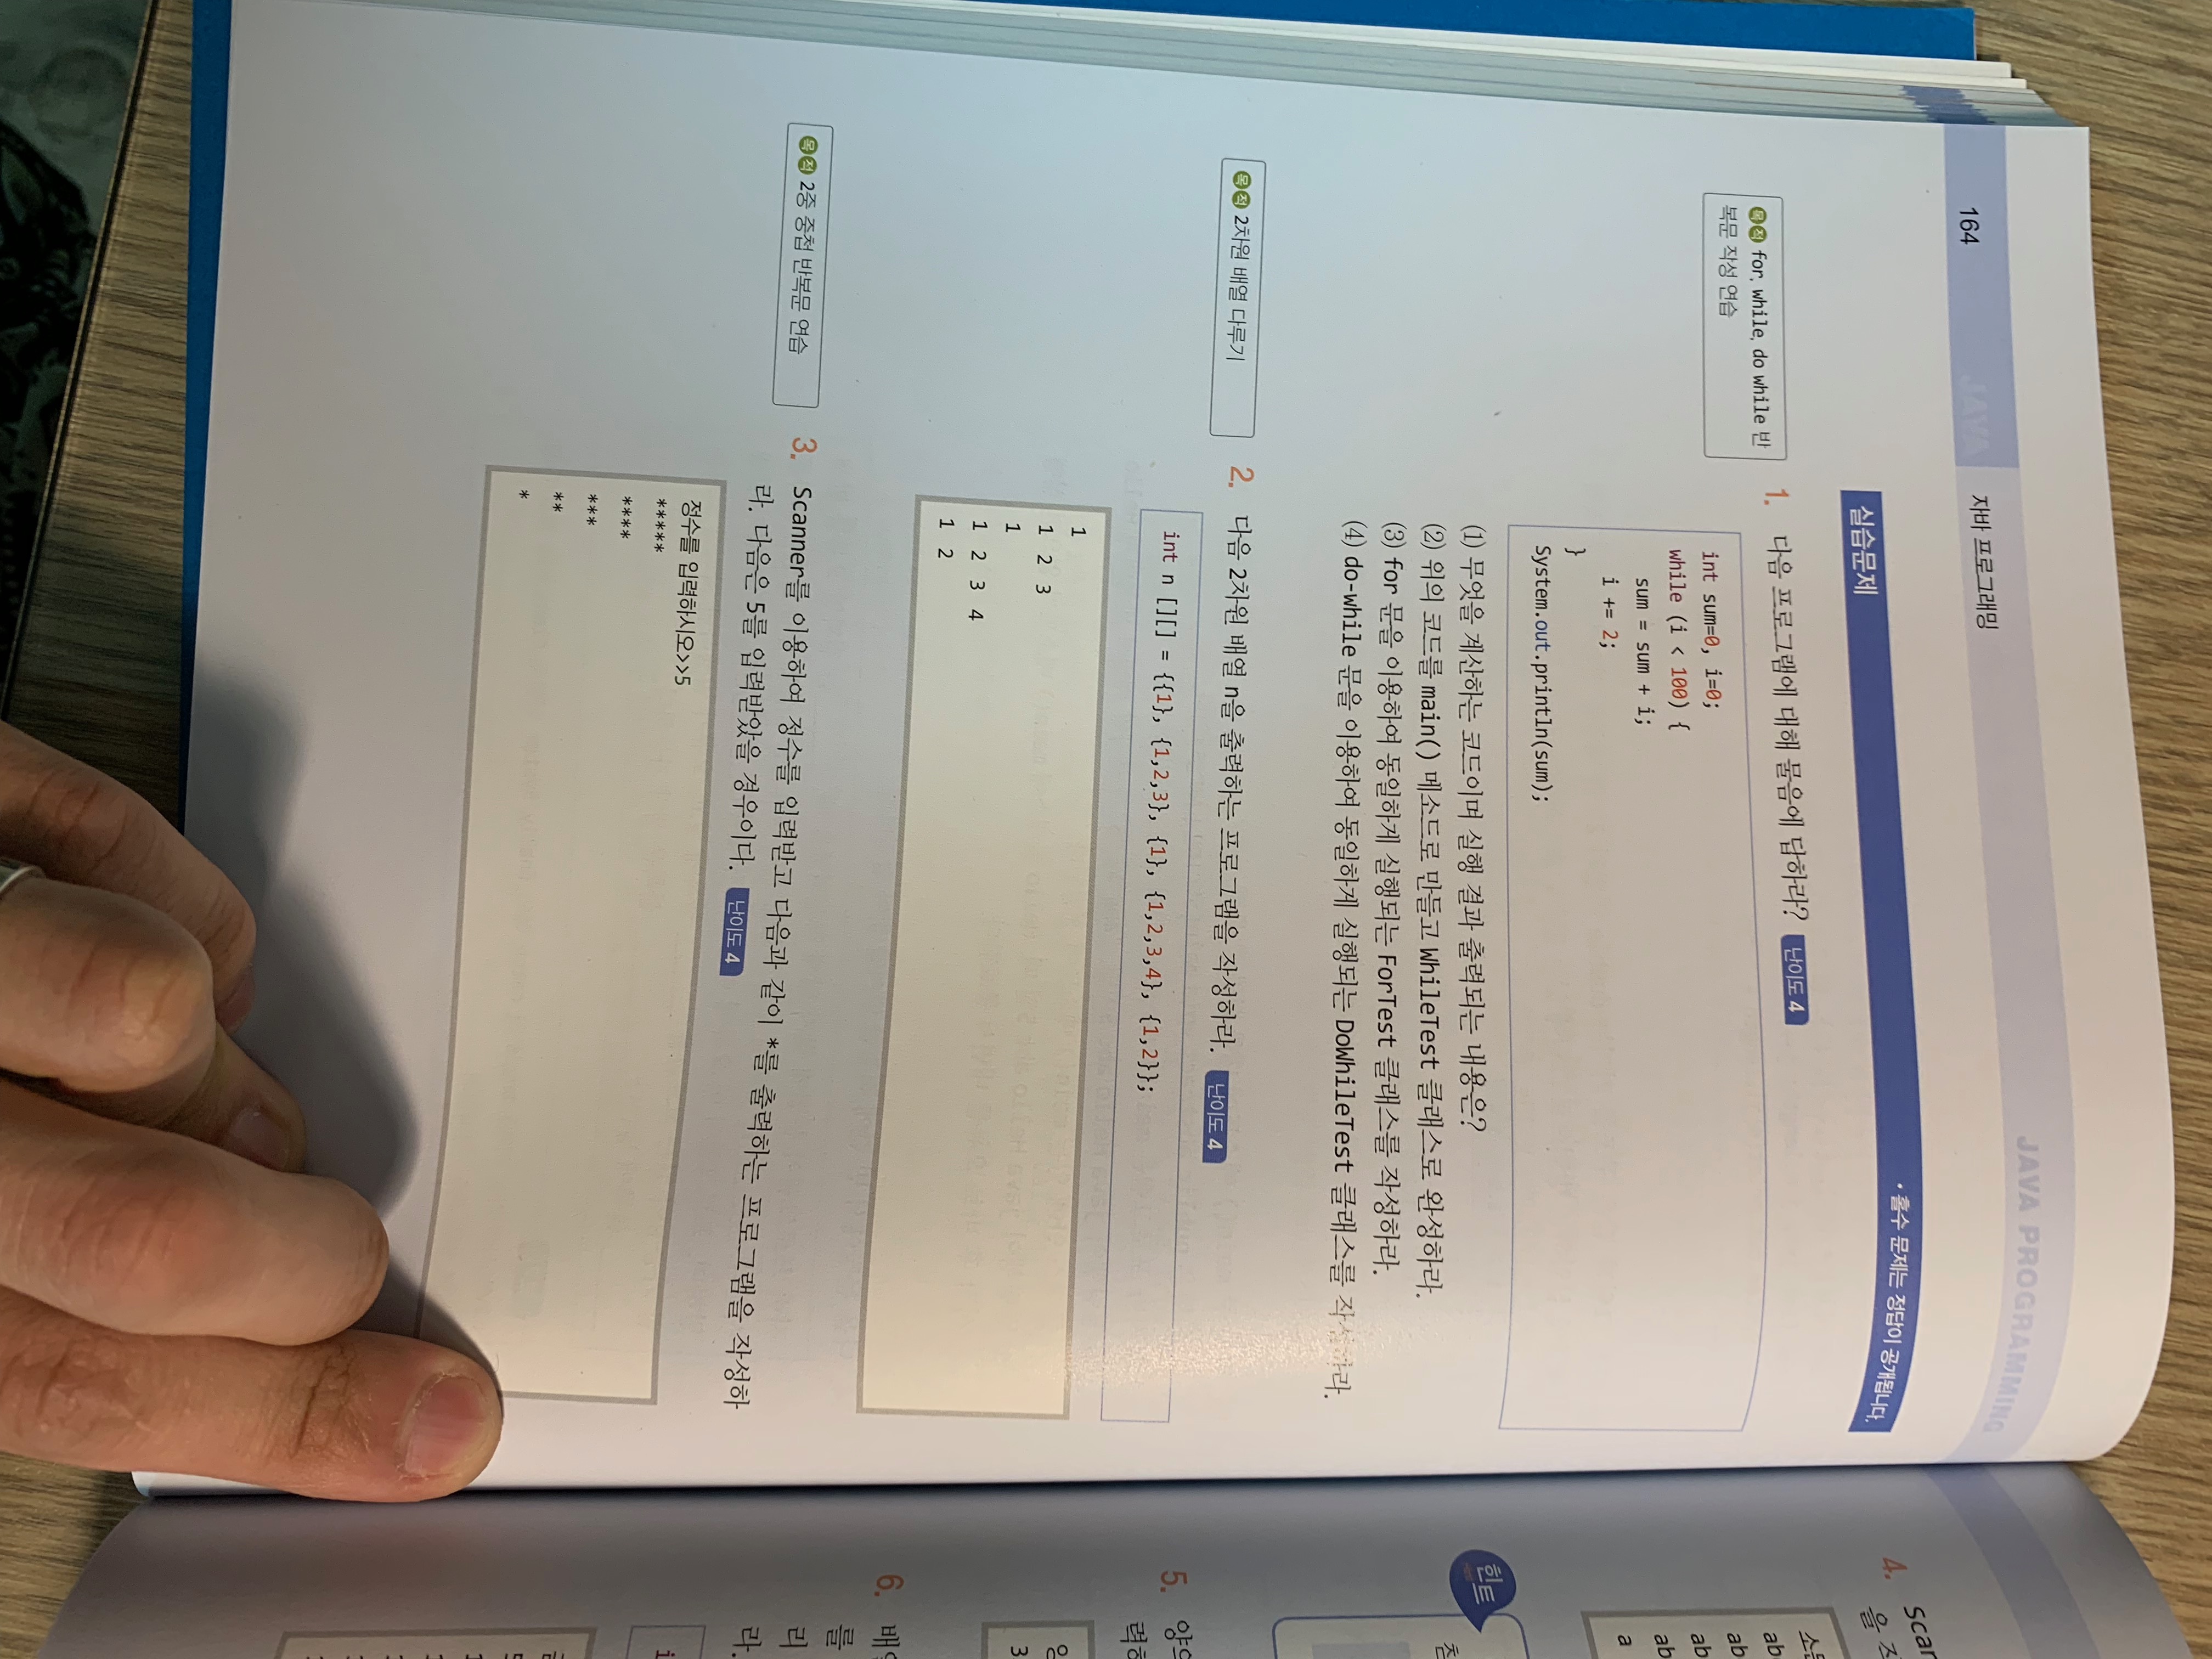 164
JAVA
자바 프로그래밍
JAVA PROGRAMMING
실습문제
• 홀수 문제는 정답이 공개됩니다.
목적 for, while, do while 반
복문 작성 연습
1. 다음 프로그램에 대해 물음에 답하라? 난이도 4
int sum=0, i=0;
while (i < 100) {
sum = sum + i;
i += 2;
}
System.out.println(sum);
(1) 무엇을 계산하는 코드이며 실행 결과 출력되는 내용은?
(2) 위의 코드를 main() 메소드로 만들고 WhileTest 클래스로 완성하라.
(3) for 문을 이용하여 동일하게 실행되는 ForTest 클래스를 작성하라.
(4) do-while 문을 이용하여 동일하게 실행되는 DoWhileTest 클래스를 작성하라.
목적 2차원 배열 다루기
2. 다음 2차원 배열 n을 출력하는 프로그램을 작성하라. 난이도 4
int n [][] = {{1}, {1,2,3}, {1}, {1,2,3,4}, {1,2}};
1
1 2 3
1
1 2 3 4
1 2
목적 2중 중첩 반복문 연습
3. Scanner를 이용하여 정수를 입력받고 다음과 같이 *를 출력하는 프로그램을 작성하
라. 다음은 5를 입력받았을 경우이다. 난이도 4
정수를 입력하시오>>5
*****
****
***
**
*
4.
을
a
힌트
5.
6.
를
리
라.